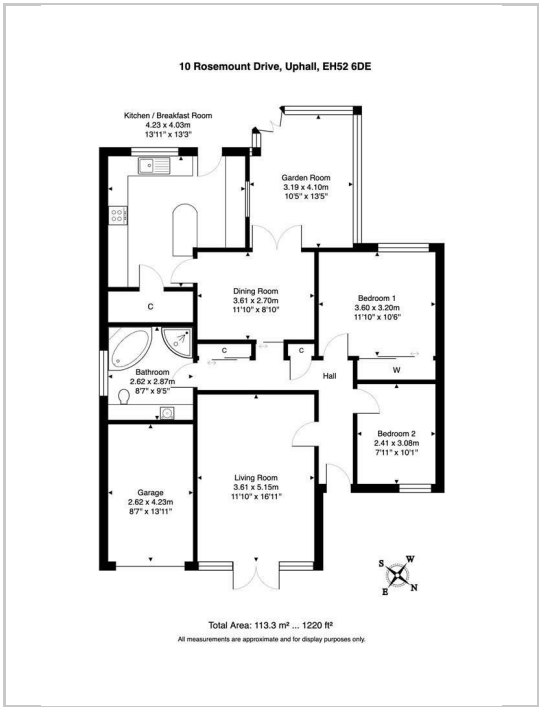 10 Rosemount Drive, Uphall, EH52 6DE
Kitchen / Breakfast Room
4.23 x 4.03m
13'11" x 13'3"
Garden Room
3.19 x 4.10m
10'5" x 13'5"
Dining Room
3.61 x 2.70m
11'10" x 8'10"
Bedroom 1
3.60 x 3.20m
11'10" x 10'6"
C
C
C
W
Hall
Bathroom
2.62 x 2.87m
8'7" x 9'5"
Bedroom 2
2.41 x 3.08m
7'11" x 10'1"
Living Room
3.61 x 5.15m
11'10" x 16'11"
Garage
2.62 x 4.23m
8'7" x 13'11"
S
W
E
N
Total Area: 113.3 m² ... 1220 ft²
All measurements are approximate and for display purposes only.